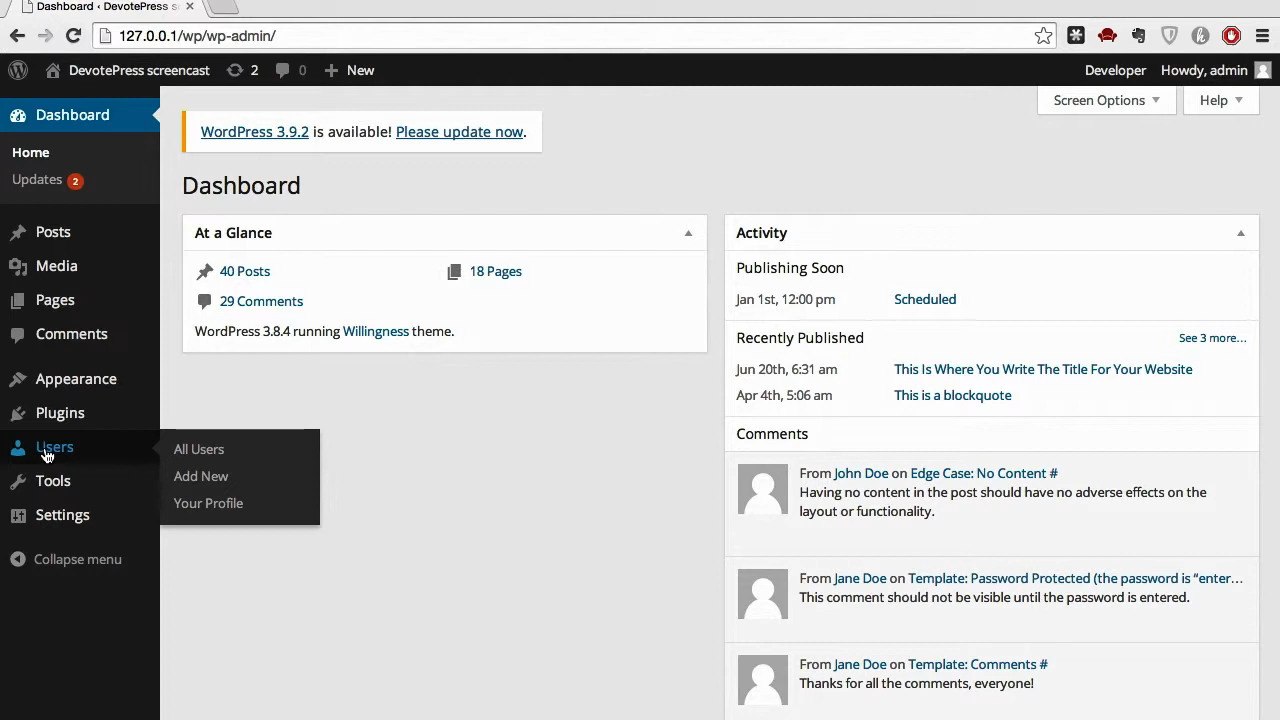 Dashboard ‹ DevotePress s
127.0.0.1/wp/wp-admin/
DevotePress screencast 2 0 New Developer Howdy, admin
Dashboard
Home
Updates 2
Posts
Media
Pages
Comments
Appearance
Plugins
Users
Tools
Settings
Collapse menu
All Users
Add New
Your Profile
Screen Options Help
WordPress 3.9.2 is available! Please update now.
Dashboard
At a Glance
40 Posts 18 Pages
29 Comments
WordPress 3.8.4 running Willingness theme.
Activity
Publishing Soon
Jan 1st, 12:00 pm Scheduled
Recently Published See 3 more...
Jun 20th, 6:31 am This Is Where You Write The Title For Your Website
Apr 4th, 5:06 am This is a blockquote
Comments
From John Doe on Edge Case: No Content #
Having no content in the post should have no adverse effects on the
layout or functionality.
From Jane Doe on Template: Password Protected (the password is “enter…
This comment should not be visible until the password is entered.
From Jane Doe on Template: Comments #
Thanks for all the comments, everyone!